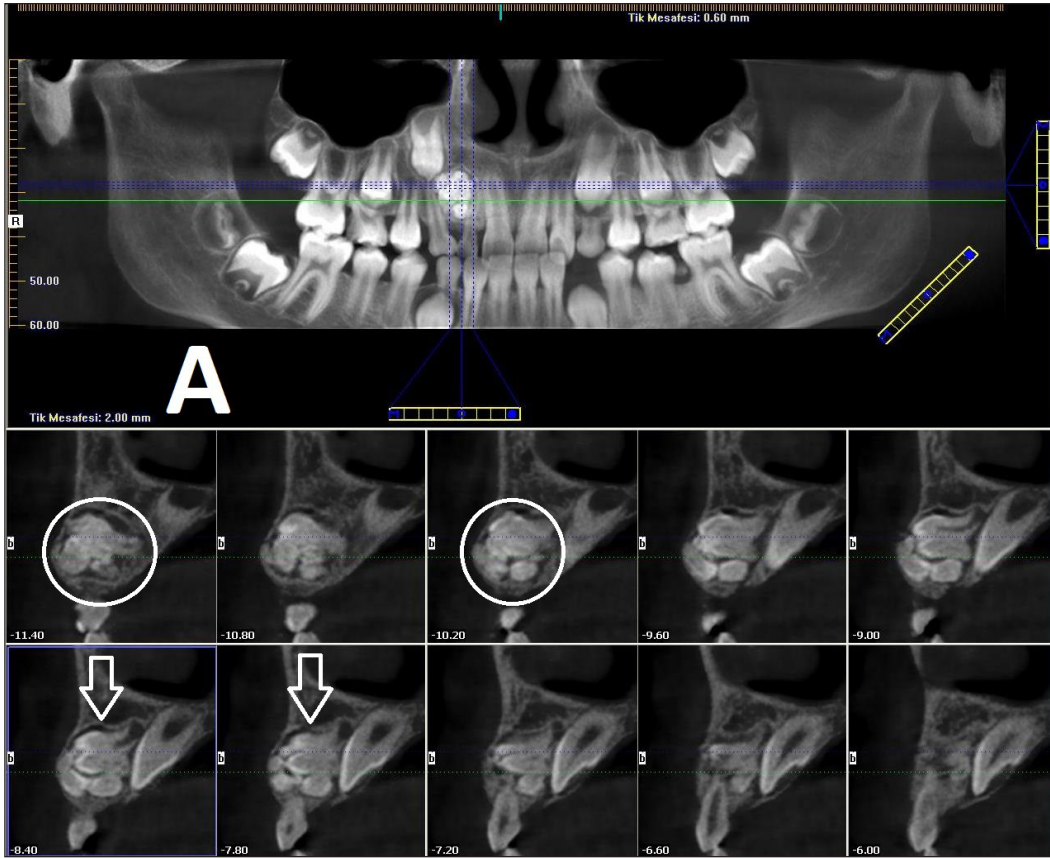 Tik Mesafesi: 0.60 mm
R
50.00
60.00
A
Tik Mesafesi: 2.00 mm
b
b
b
b
b
-11.40
-10.80
-10.20
-9.60
-9.00
b
b
b
b
b
-8.40
-7.80
-7.20
-6.60
-6.00